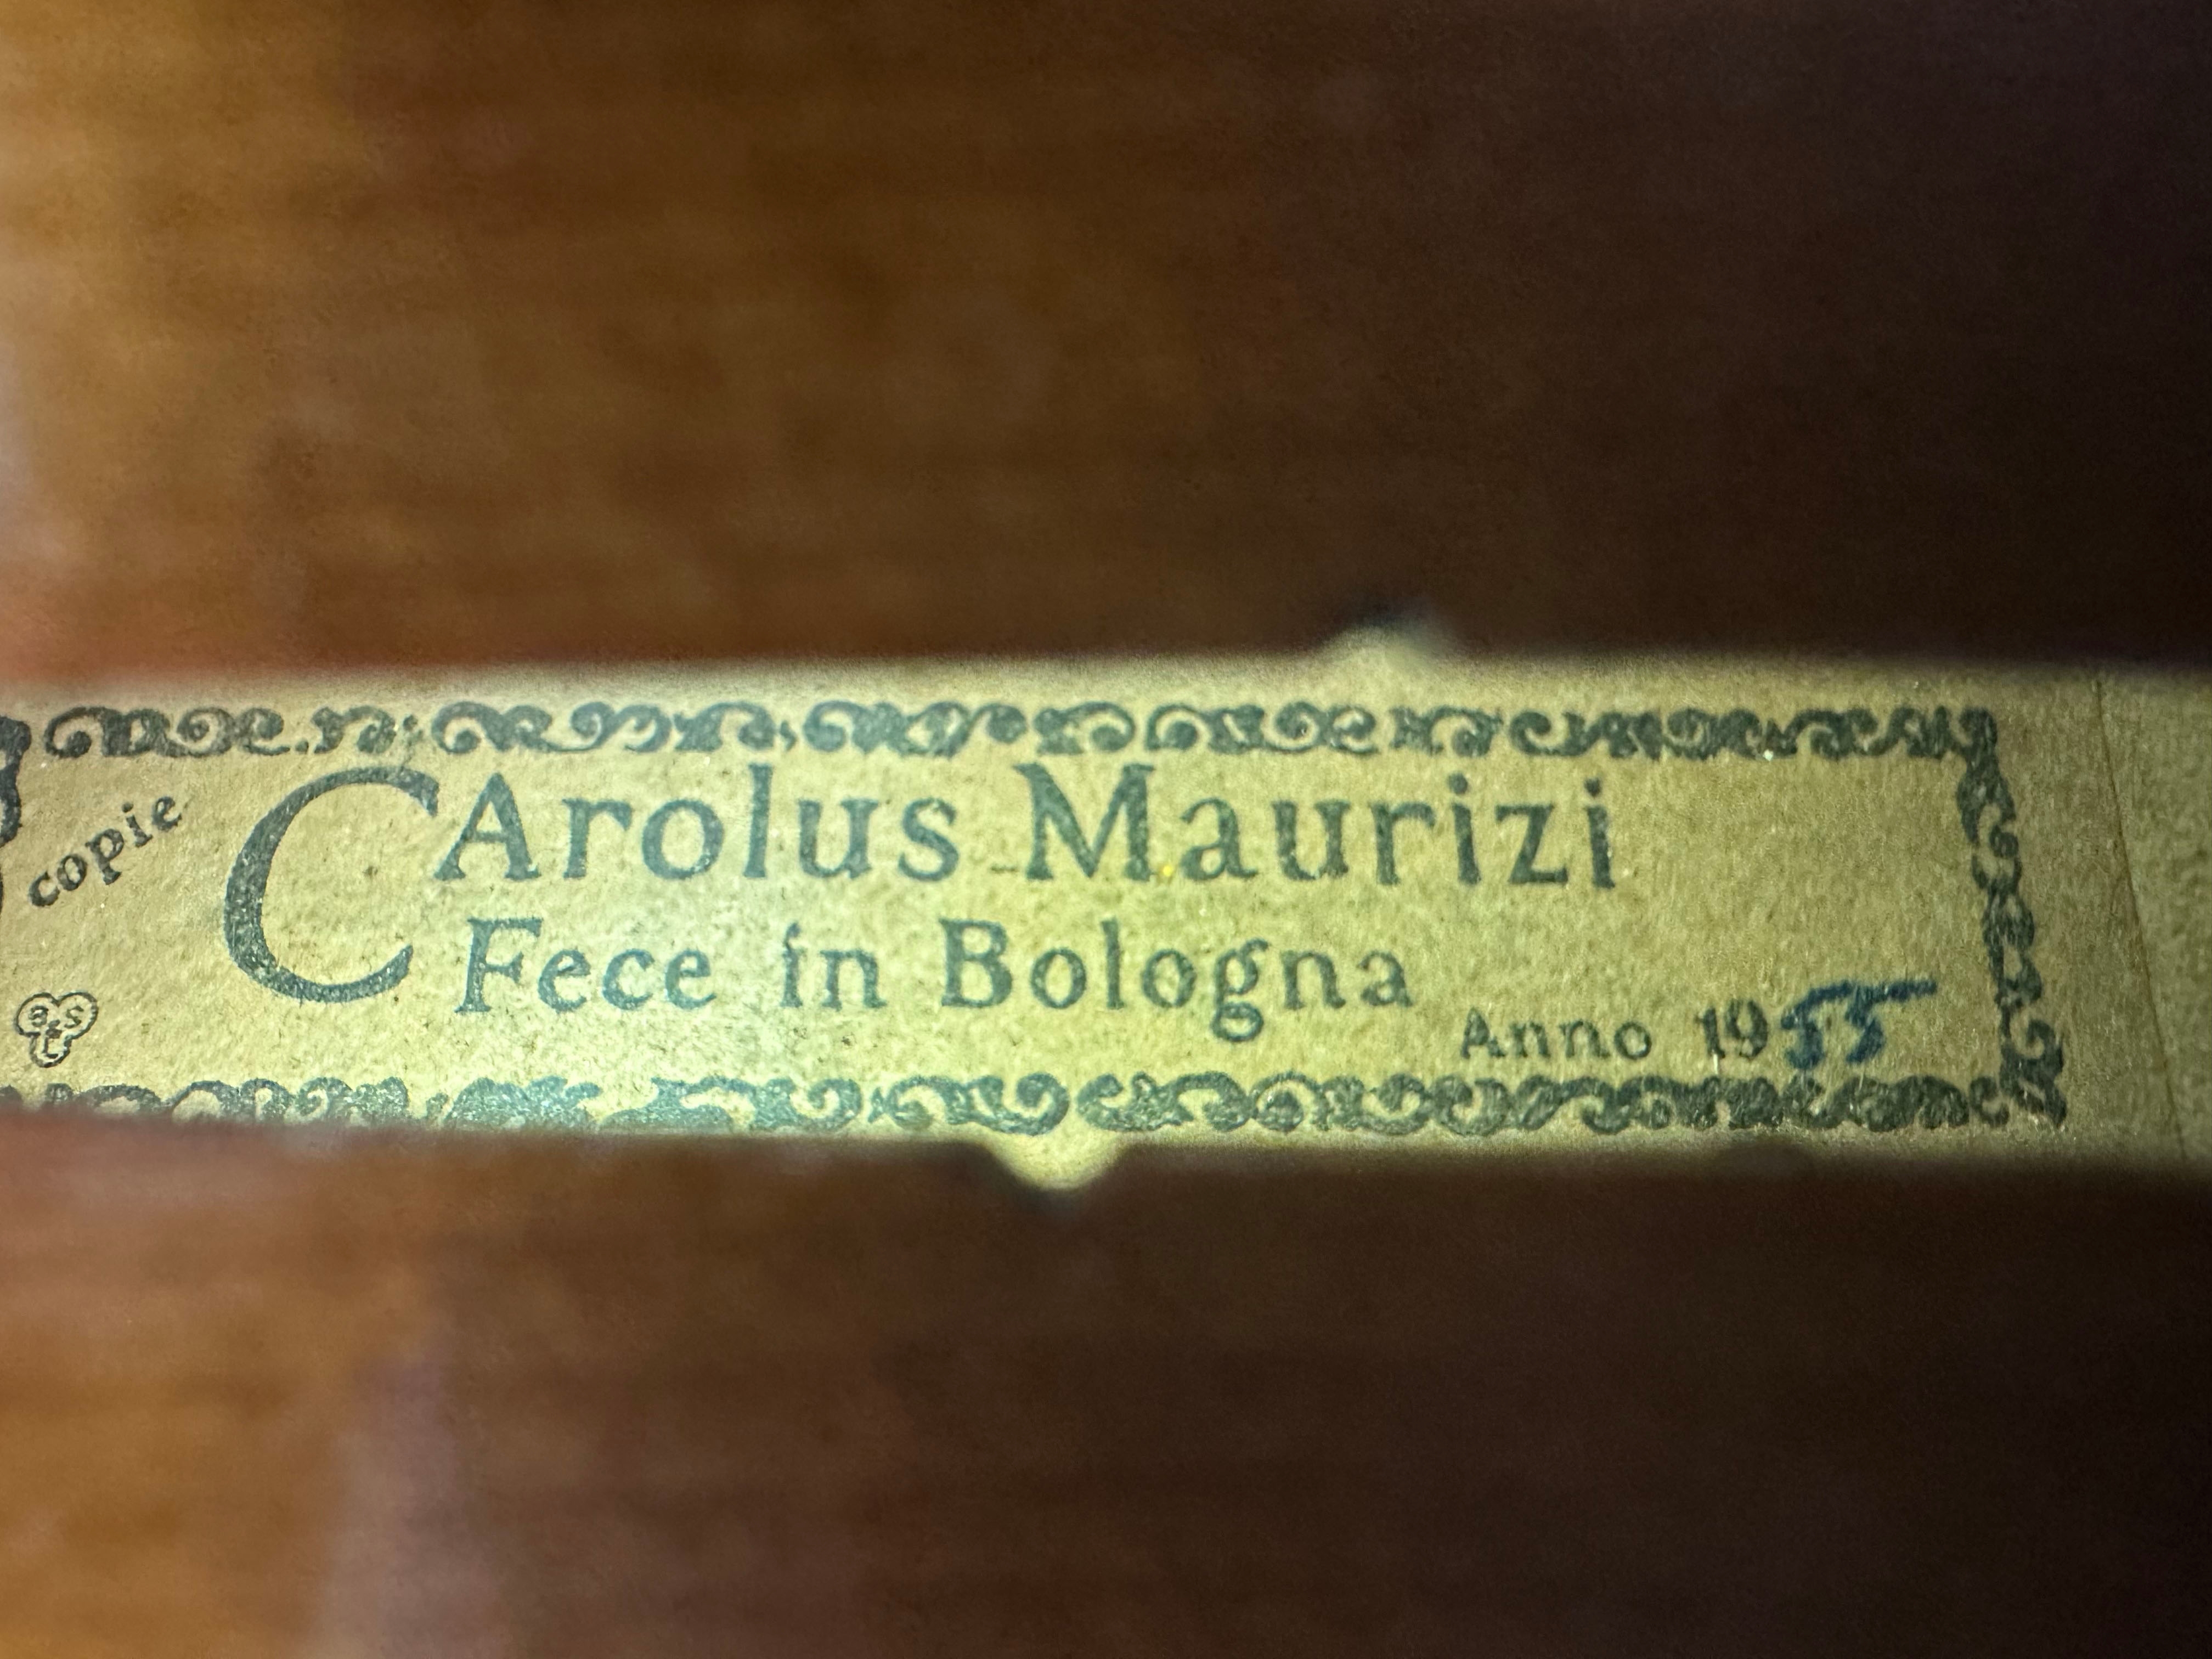 copie
CArolus Maurizi
Fece in Bologna
Anno 1955